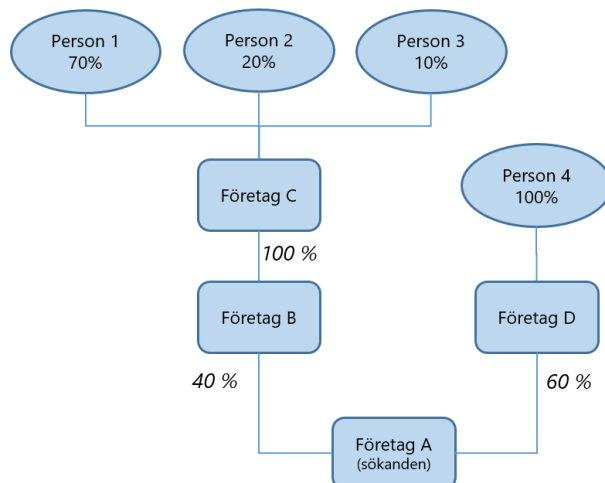 Person 1
70%
Person 2
20%
Person 3
10%
Företag C
Person 4
100%
100 %
Företag B
Företag D
40 %
60 %
Företag A
(sökanden)